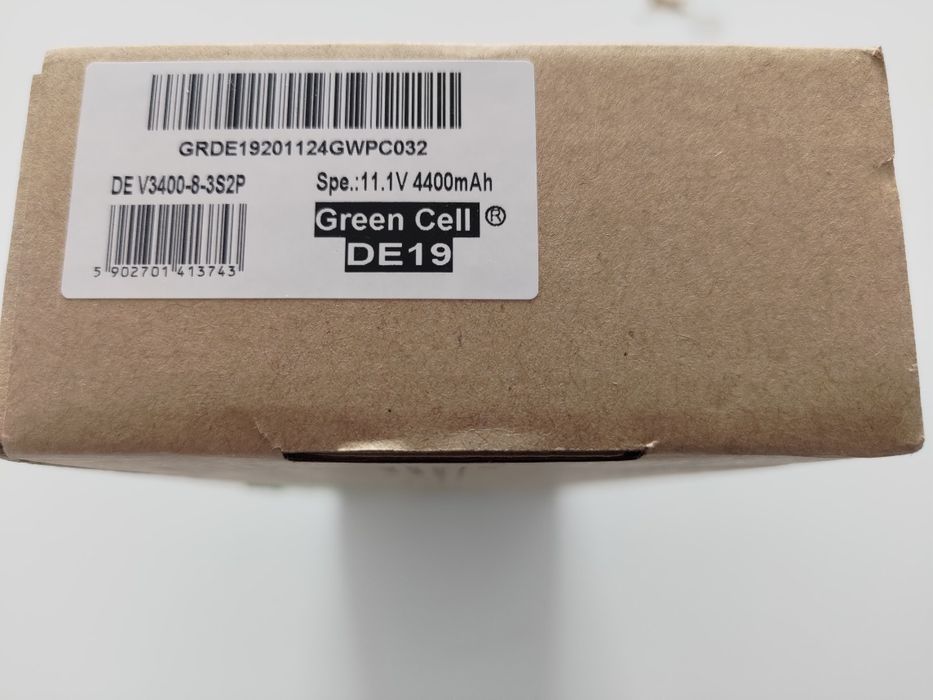 GRDE19201124GWPC032
DE V3400-8-3S2P
Spe.:11.1V 4400mAh
5 902701 413743
Green Cell ®
DE19